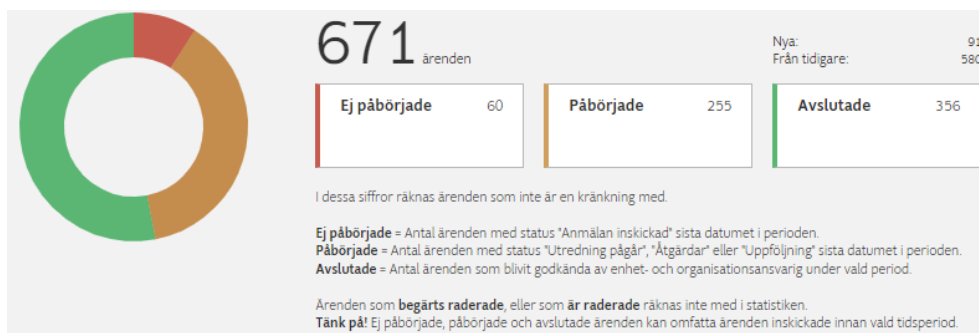 671 ärenden
Nya: 91
Från tidigare: 580
Ej påbörjade 60
Påbörjade 255
Avslutade 356
I dessa siffror räknas ärenden som inte är en kränkning med.
Ej påbörjade = Antal ärenden med status "Anmälan inskickad" sista datumet i perioden.
Påbörjade = Antal ärenden med status "Utredning pågår", "Åtgärdar" eller "Uppföljning" sista datumet i perioden.
Avslutade = Antal ärenden som blivit godkända av enhet- och organisationsansvarig under vald period.
Ärenden som begärts raderade, eller som är raderade räknas inte med i statistiken.
Tänk på! Ej påbörjade, påbörjade och avslutade ärenden kan omfatta ärenden inskickade innan vald tidsperiod.